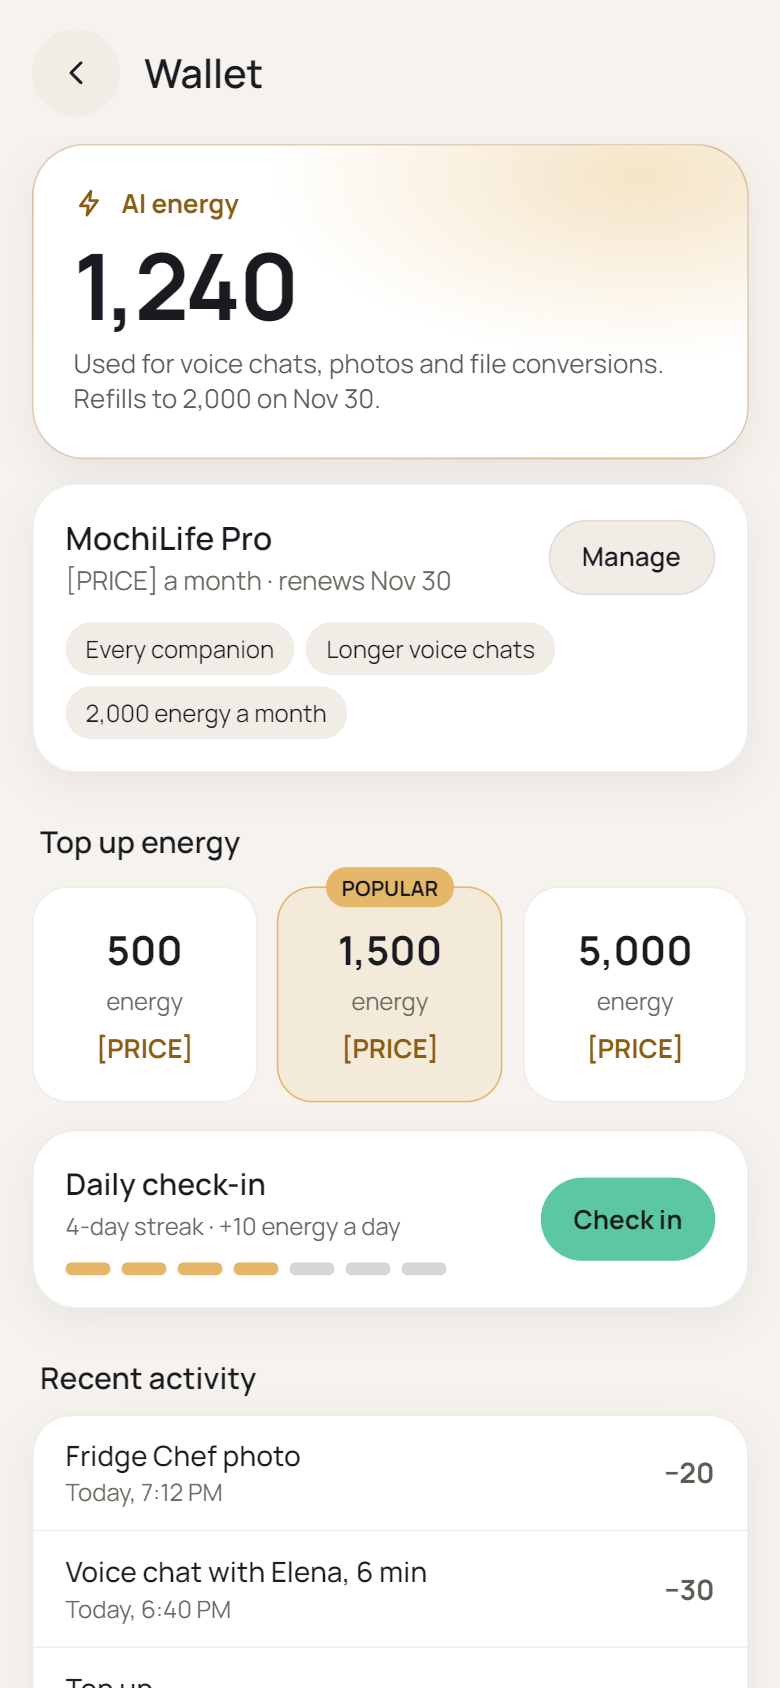 Wallet
AI energy
1,240
Used for voice chats, photos and file conversions.
Refills to 2,000 on Nov 30.
MochiLife Pro
[PRICE] a month · renews Nov 30
Manage
Every companion
Longer voice chats
2,000 energy a month
Top up energy
500
energy
[PRICE]
POPULAR
1,500
energy
[PRICE]
5,000
energy
[PRICE]
Daily check-in
4-day streak · +10 energy a day
Check in
Recent activity
Fridge Chef photo
Today, 7:12 PM
−20
Voice chat with Elena, 6 min
Today, 6:40 PM
−30
Top up